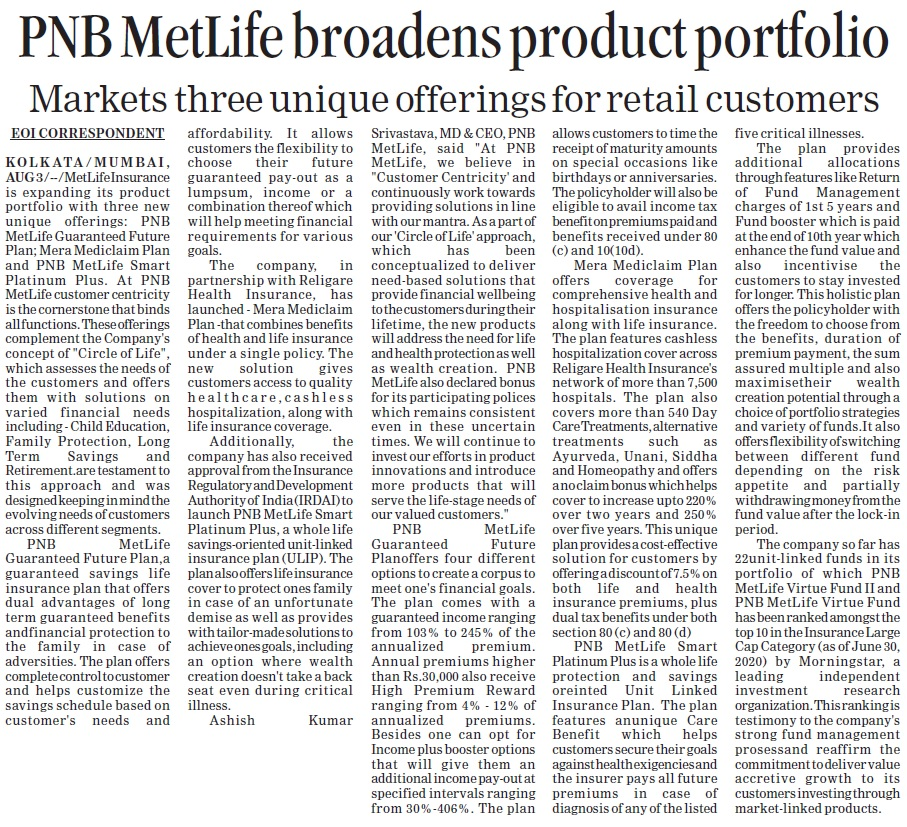 PNB MetLife broadens product portfolio
Markets three unique offerings for retail customers
EOI CORRESPONDENT
KOLKATA/MUMBAI,
AUG 3/--/MetLife Insurance
is expanding its product
portfolio with three new
unique offerings: PNB
MetLife Guaranteed Future
Plan; Mera Mediclaim Plan
and PNB MetLife Smart
Platinum Plus. At PNB
MetLife customer centricity
is the cornerstone that binds
all functions. These offerings
complement the Company's
concept of "Circle of Life",
which assesses the needs of
the customers and offers
them with solutions on
varied financial needs
including - Child Education,
Family Protection, Long
Term Savings and
Retirement.are testament to
this approach and was
designed keeping in mind the
evolving needs of customers
across different segments.
PNB MetLife
Guaranteed Future Plan,a
guaranteed savings life
insurance plan that offers
dual advantages of long
term guaranteed benefits
andfinancial protection to
the family in case of
adversities. The plan offers
complete control to customer
and helps customize the
savings schedule based on
customer's needs and
affordability. It allows
customers the flexibility to
choose their future
guaranteed pay-out as a
lumpsum, income or a
combination thereof which
will help meeting financial
requirements for various
goals.
The company, in
partnership with Religare
Health Insurance, has
launched - Mera Mediclaim
Plan -that combines benefits
of health and life insurance
under a single policy. The
new solution gives
customers access to quality
healthcare, cashless
hospitalization, along with
life insurance coverage.
Additionally, the
company has also received
approval from the Insurance
Regulatory and Development
Authority of India (IRDAI) to
launch PNB MetLife Smart
Platinum Plus, a whole life
savings-oriented unit-linked
insurance plan (ULIP). The
plan also offers life insurance
cover to protect ones family
in case of an unfortunate
demise as well as provides
with tailor-made solutions to
achieve ones goals, including
an option where wealth
creation doesn't take a back
seat even during critical
illness.
Ashish Kumar
Srivastava, MD & CEO, PNB
MetLife, said "At PNB
MetLife, we believe in
"Customer Centricity' and
continuously work towards
providing solutions in line
with our mantra. As a part of
our 'Circle of Life' approach,
which has been
conceptualized to deliver
need-based solutions that
provide financial wellbeing
to the customers during their
lifetime, the new products
will address the need for life
and health protection as well
as wealth creation. PNB
MetLife also declared bonus
for its participating polices
which remains consistent
even in these uncertain
times. We will continue to
invest our efforts in product
innovations and introduce
more products that will
serve the life-stage needs of
our valued customers."
PNB MetLife
Guaranteed Future
Planoffers four different
options to create a corpus to
meet one's financial goals.
The plan comes with a
guaranteed income ranging
from 103% to 245% of the
annualized premium.
Annual premiums higher
than Rs.30,000 also receive
High Premium Reward
ranging from 4% - 12% of
annualized premiums.
Besides one can opt for
Income plus booster options
that will give them an
additional income pay-out at
specified intervals ranging
from 30%-406%. The plan
allows customers to time the
receipt of maturity amounts
on special occasions like
birthdays or anniversaries.
The policyholder will also be
eligible to avail income tax
benefit on premiums paid and
benefits received under 80
(c) and 10(10d).
Mera Mediclaim Plan
offers coverage for
comprehensive health and
hospitalisation insurance
along with life insurance.
The plan features cashless
hospitalization cover across
Religare Health Insurance's
network of more than 7,500
hospitals. The plan also
covers more than 540 Day
Care Treatments, alternative
treatments such as
Ayurveda, Unani, Siddha
and Homeopathy and offers
a no claim bonus which helps
cover to increase upto 220%
over two years and 250%
over five years. This unique
plan provides a cost-effective
solution for customers by
offering a discount of 7.5% on
both life and health
insurance premiums, plus
dual tax benefits under both
section 80 (c) and 80 (d)
PNB MetLife Smart
Platinum Plus is a whole life
protection and savings
oreinted Unit Linked
Insurance Plan. The plan
features anunique Care
Benefit which helps
customers secure their goals
against health exigencies and
the insurer pays all future
premiums in case of
diagnosis of any of the listed
five critical illnesses.
The plan provides
additional allocations
through features like Return
of Fund Management
charges of 1st 5 years and
Fund booster which is paid
at the end of 10th year which
enhance the fund value and
also incentivise the
customers to stay invested
for longer. This holistic plan
offers the policyholder with
the freedom to choose from
the benefits, duration of
premium payment, the sum
assured multiple and also
maximisetheir wealth
creation potential through a
choice of portfolio strategies
and variety of funds.It also
offers flexibility of switching
between different fund
depending on the risk
appetite and partially
withdrawing money from the
fund value after the lock-in
period.
The company so far has
22unit-linked funds in its
portfolio of which PNB
MetLife Virtue Fund II and
PNB MetLife Virtue Fund
has been ranked amongst the
top 10 in the Insurance Large
Cap Category (as of June 30,
2020) by Morningstar, a
leading independent
investment research
organization. This ranking is
testimony to the company's
strong fund management
prosessand reaffirm the
commitment to deliver value
accretive growth to its
customers investing through
market-linked products.